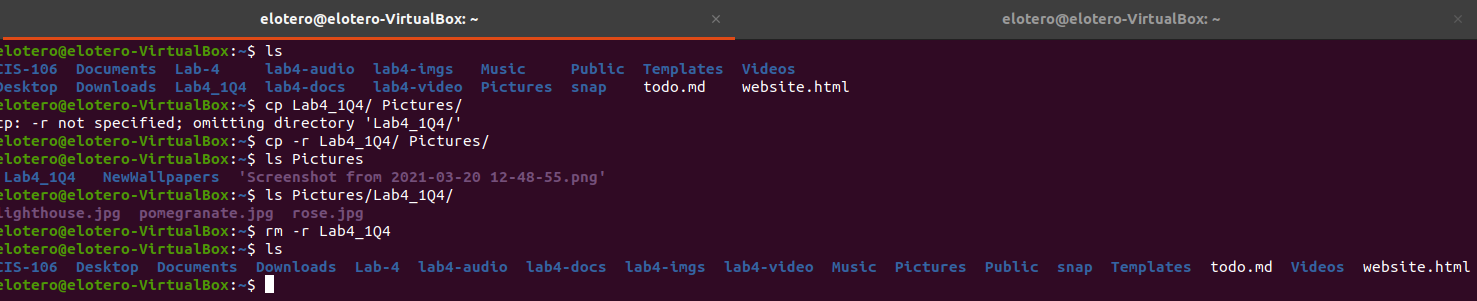 elotero@elotero-VirtualBox: ~ × elotero@elotero-VirtualBox: ~ ×
elotero@elotero-VirtualBox:~$ ls
CIS-106 Documents Lab-4 lab4-audio lab4-imgs Music Public Templates Videos
Desktop Downloads Lab4_1Q4 lab4-docs lab4-video Pictures snap todo.md website.html
elotero@elotero-VirtualBox:~$ cp Lab4_1Q4/ Pictures/
cp: -r not specified; omitting directory 'Lab4_1Q4/'
elotero@elotero-VirtualBox:~$ cp -r Lab4_1Q4/ Pictures/
elotero@elotero-VirtualBox:~$ ls Pictures
Lab4_1Q4 NewWallpapers 'Screenshot from 2021-03-20 12-48-55.png'
elotero@elotero-VirtualBox:~$ ls Pictures/Lab4_1Q4/
lighthouse.jpg pomegranate.jpg rose.jpg
elotero@elotero-VirtualBox:~$ rm -r Lab4_1Q4
elotero@elotero-VirtualBox:~$ ls
CIS-106 Desktop Documents Downloads Lab-4 lab4-audio lab4-docs lab4-imgs lab4-video Music Pictures Public snap Templates todo.md Videos website.html
elotero@elotero-VirtualBox:~$